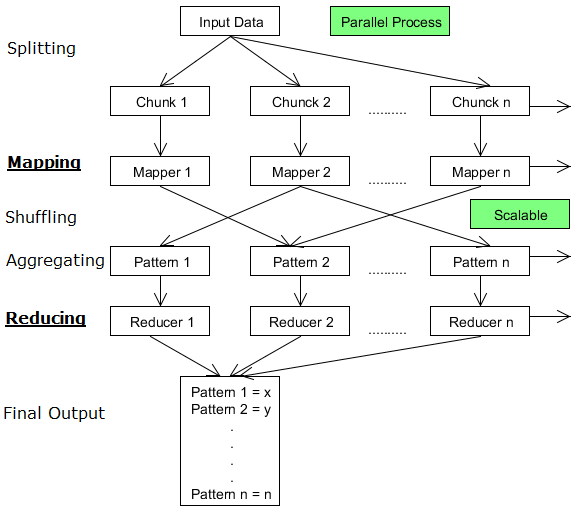 Input Data
Parallel Process
Splitting
Chunk 1
Chunck 2
..........
Chunck n
Mapping
Mapper 1
Mapper 2
..........
Mapper n
Shuffling
Scalable
Aggregating
Pattern 1
Pattern 2
..........
Pattern n
Reducing
Reducer 1
Reducer 2
..........
Reducer n
Final Output
Pattern 1 = x
Pattern 2 = y
.
.
.
.
Pattern n = n